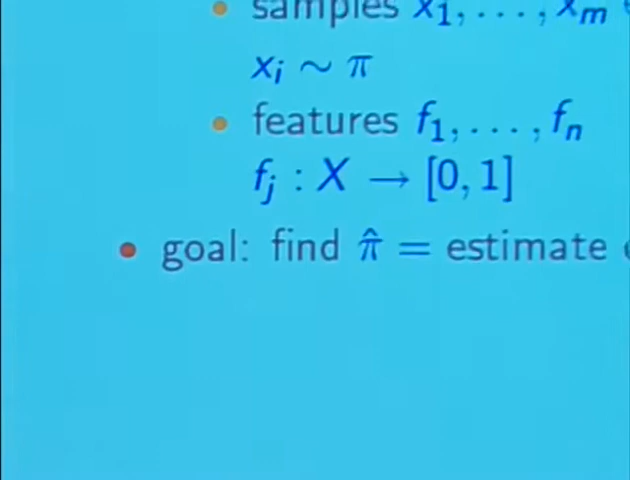 • samples x₁, . . . , xₘ
xᵢ ∼ π
• features f₁, . . . , fₙ
fⱼ : X → [0, 1]
• goal: find π̂ = estimate